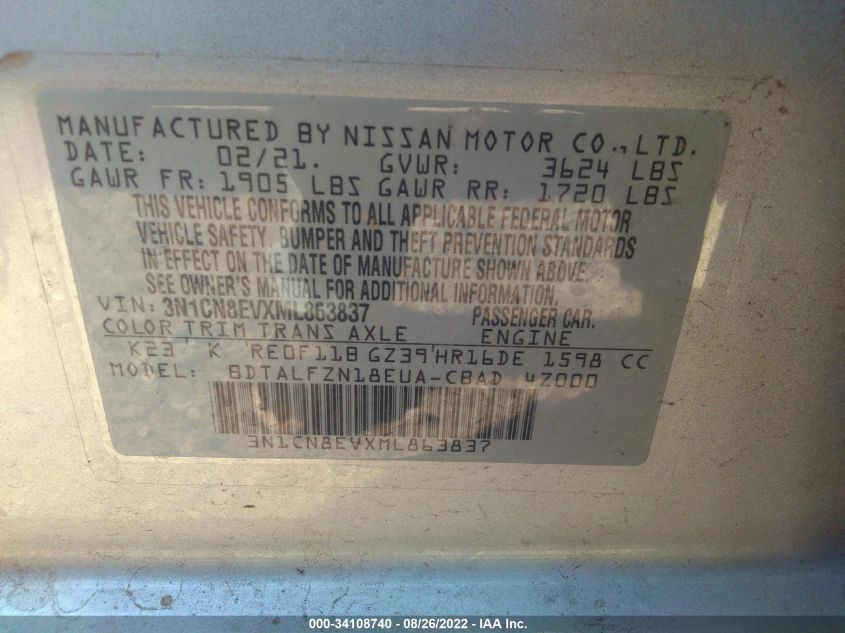 MANUFACTURED BY NISSAN MOTOR CO., LTD.
DATE: 02/21. GVWR: 3624 LBS
GAWR FR: 1905 LBS GAWR RR: 1720 LBS
THIS VEHICLE CONFORMS TO ALL APPLICABLE FEDERAL MOTOR
VEHICLE SAFETY, BUMPER AND THEFT PREVENTION STANDARDS
IN EFFECT ON THE DATE OF MANUFACTURE SHOWN ABOVE.
SEE OWNER'S MANUAL FOR ADDITIONAL INFORMATION.
VIN: 3N1CN8EVXML863837 PASSENGER CAR.
COLOR TRIM TRANS AXLE ENGINE
K23 K RE0F11B GZ39 HR16DE 1598 CC
MODEL: BDTALFZN18EUA-CBAD 4Z000
3N1CN8EVXML863837
000-34108740 - 08/26/2022 - IAA Inc.